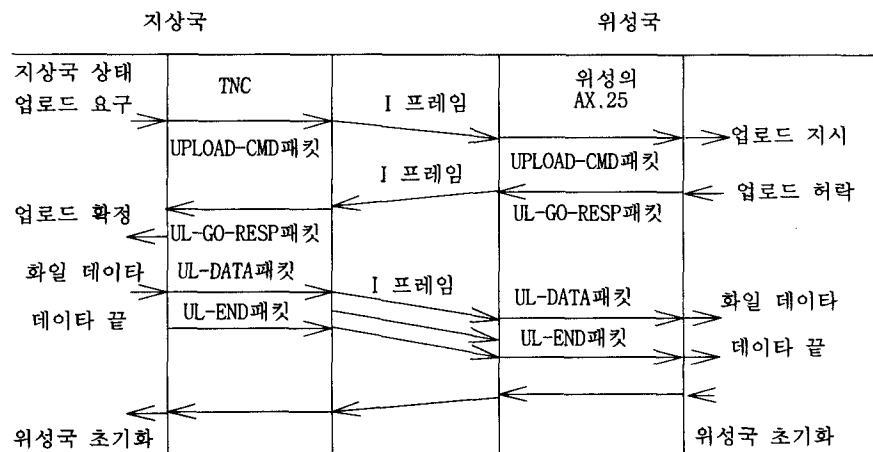 지상국 위성국
지상국 상태 TNC 위성의
업로드 요구 I 프레임 AX.25
업로드 지시
UPLOAD-CMD패킷 UPLOAD-CMD패킷
I 프레임
업로드 허락
업로드 확정 UL-GO-RESP패킷
UL-GO-RESP패킷
화일 데이타 UL-DATA패킷 I 프레임
UL-DATA패킷 화일 데이타
데이타 끝 UL-END패킷
UL-END패킷 데이타 끝
위성국 초기화 위성국 초기화